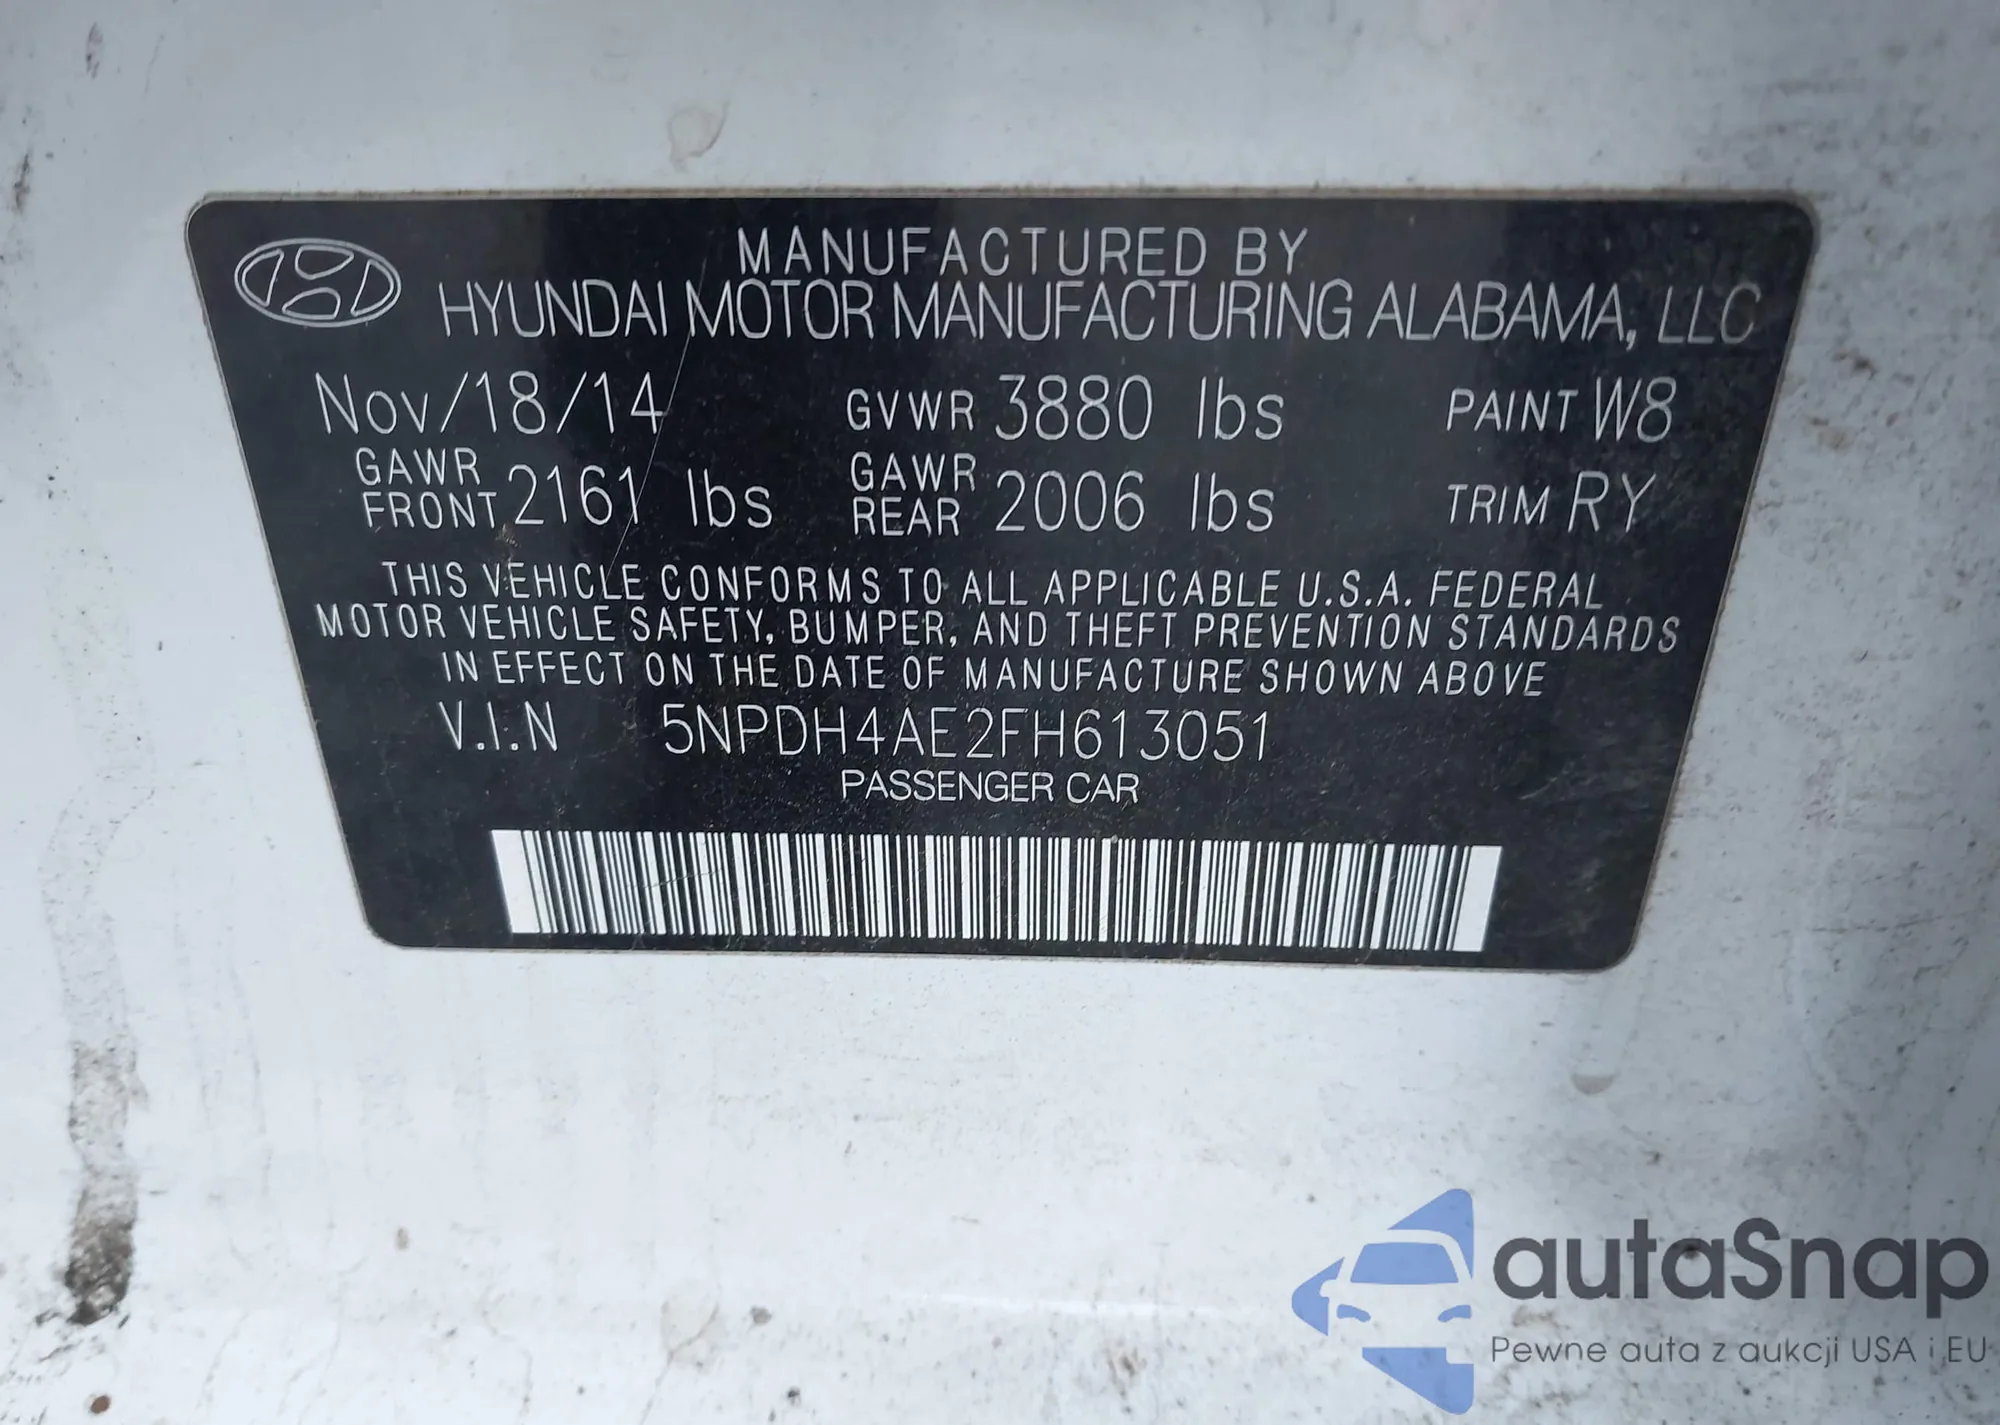 MANUFACTURED BY
HYUNDAI MOTOR MANUFACTURING ALABAMA, LLC
Nov/18/14 GVWR 3880 lbs PAINT W8
GAWR FRONT 2161 lbs GAWR REAR 2006 lbs TRIM RY
THIS VEHICLE CONFORMS TO ALL APPLICABLE U.S.A. FEDERAL
MOTOR VEHICLE SAFETY, BUMPER, AND THEFT PREVENTION STANDARDS
IN EFFECT ON THE DATE OF MANUFACTURE SHOWN ABOVE
V.I.N 5NPDH4AE2FH613051
PASSENGER CAR
autaSnap
Pewne auta z aukcji USA i EU